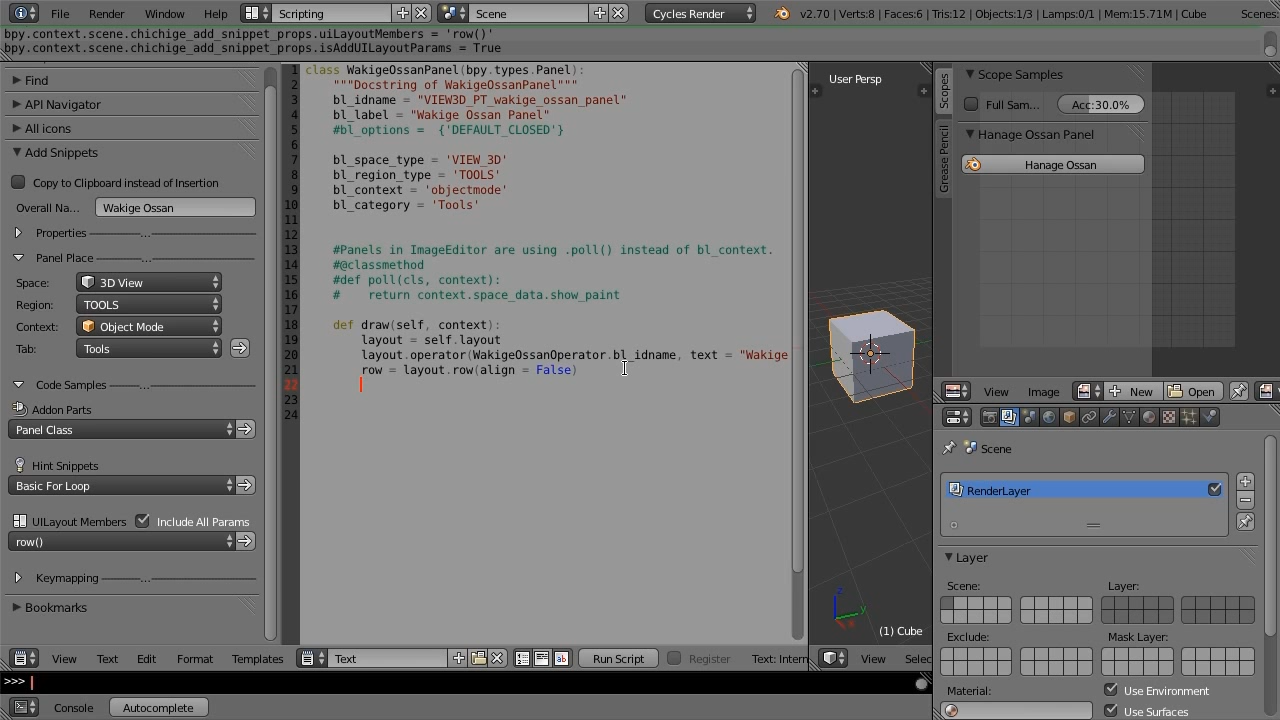 File
Render
Window
Help
Scripting
Scene
Cycles Render
v2.70 | Verts:8 | Faces:6 | Tris:12 | Objects:1/3 | Lamps:0/1 | Mem:15.71M | Cube
Scenes
bpy.context.scene.chichige_add_snippet_props.uiLayoutMembers = 'row()'
bpy.context.scene.chichige_add_snippet_props.isAddUILayoutParams = True
Find
API Navigator
All icons
Add Snippets
Copy to Clipboard instead of Insertion
Overall Na... Wakige Ossan
Properties
Panel Place
Space: 3D View
Region: TOOLS
Context: Object Mode
Tab: Tools
Code Samples
Addon Parts
Panel Class
Hint Snippets
Basic For Loop
UILayout Members Include All Params
row()
Keymapping
Bookmarks
1 class WakigeOssanPanel(bpy.types.Panel):
2 """Docstring of WakigeOssanPanel"""
3 bl_idname = "VIEW3D_PT_wakige_ossan_panel"
4 bl_label = "Wakige Ossan Panel"
5 #bl_options =  {'DEFAULT_CLOSED'}
6
7 bl_space_type = 'VIEW_3D'
8 bl_region_type = 'TOOLS'
9 bl_context = 'objectmode'
10 bl_category = 'Tools'
11
12
13 #Panels in ImageEditor are using .poll() instead of bl_context.
14 #@classmethod
15 #def poll(cls, context):
16 #    return context.space_data.show_paint
17
18 def draw(self, context):
19 layout = self.layout
20 layout.operator(WakigeOssanOperator.bl_idname, text = "Wakige
21 row = layout.row(align = False)
22
23
24
View Text Edit Format Templates
Text
Run Script
Register
Text: Intern
>>>
Console
Autocomplete
User Persp
z
y
x
(1) Cube
View Selec
Scopes
Grease Pencil
Scope Samples
Full Sam...
Acc:30.0%
Hanage Ossan Panel
Hanage Ossan
View Image
New
Open
Scene
RenderLayer
Layer
Scene:
Layer:
Exclude:
Mask Layer:
Material:
Use Environment
Use Surfaces